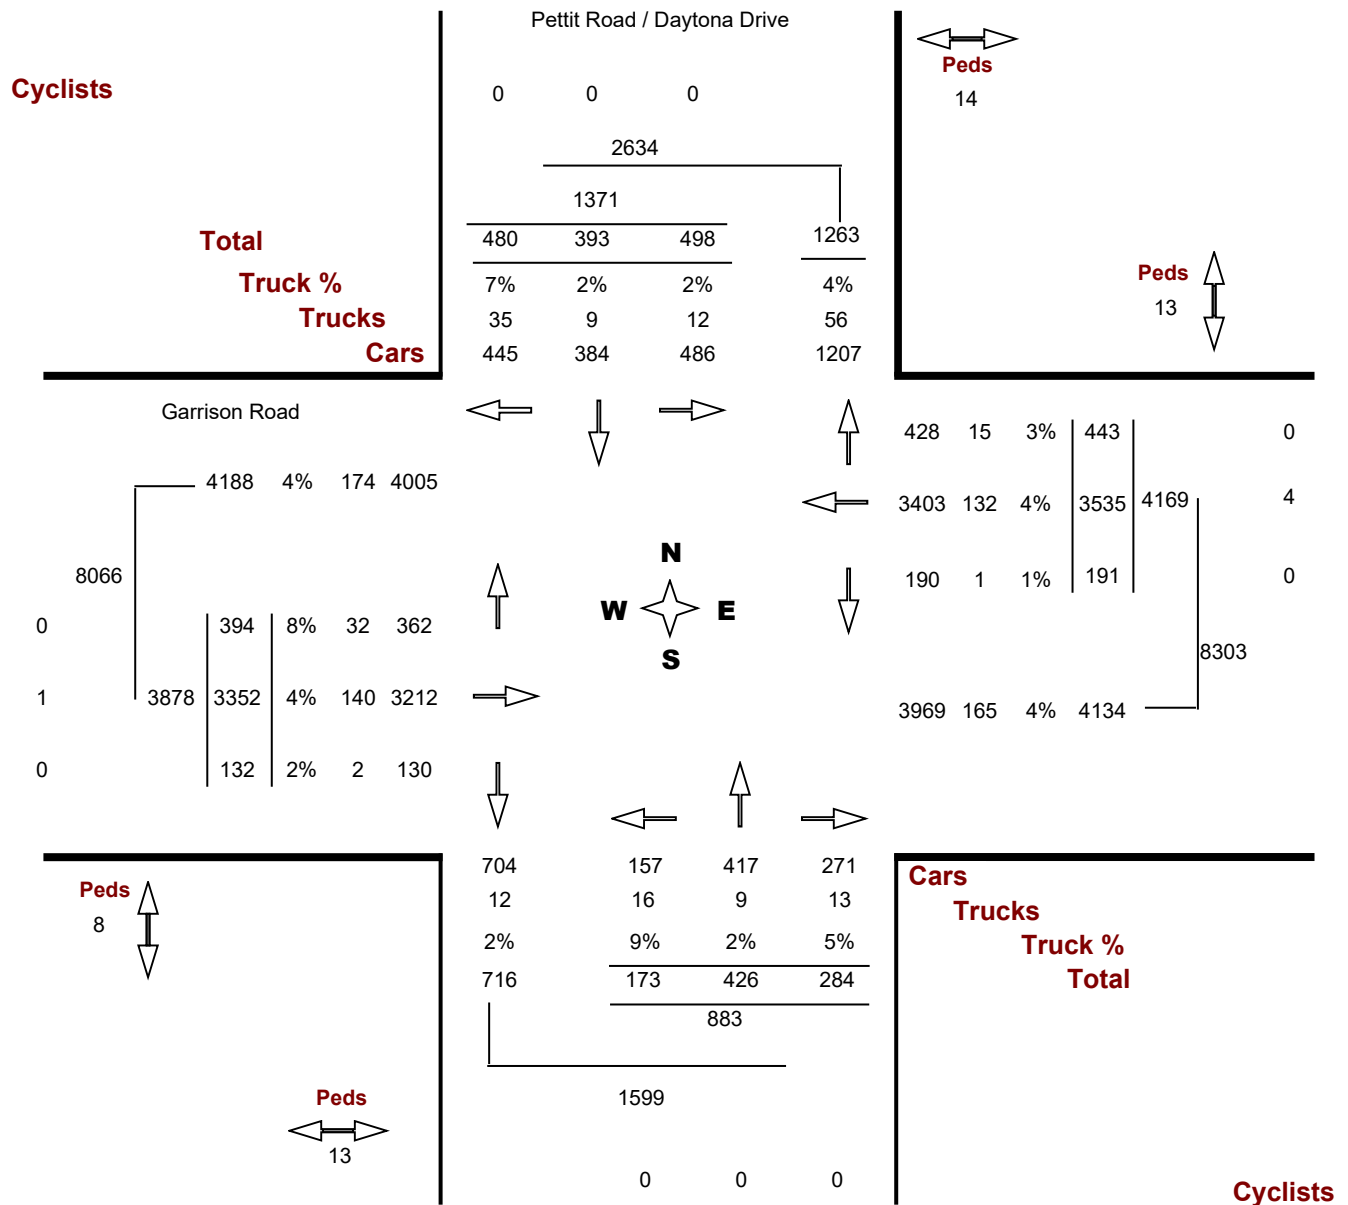 Pettit Road / Daytona Drive
Peds
14
Cyclists
0 0 0
2634
1371
Total 480 393 498 1263
Truck % 7% 2% 2% 4%
Trucks 35 9 12 56
Cars 445 384 486 1207
Peds
13
Garrison Road
428 15 3% 443 0
4188 4% 174 4005
3403 132 4% 3535 4169 4
N
8066
190 1 1% 191 0
W E
0 394 8% 32 362
S
8303
1 3878 3352 4% 140 3212
3969 165 4% 4134
0 132 2% 2 130
704 157 417 271 Cars
12 16 9 13 Trucks
2% 9% 2% 5% Truck %
716 173 426 284 Total
883
Peds
8
1599
Peds
13
0 0 0
Cyclists